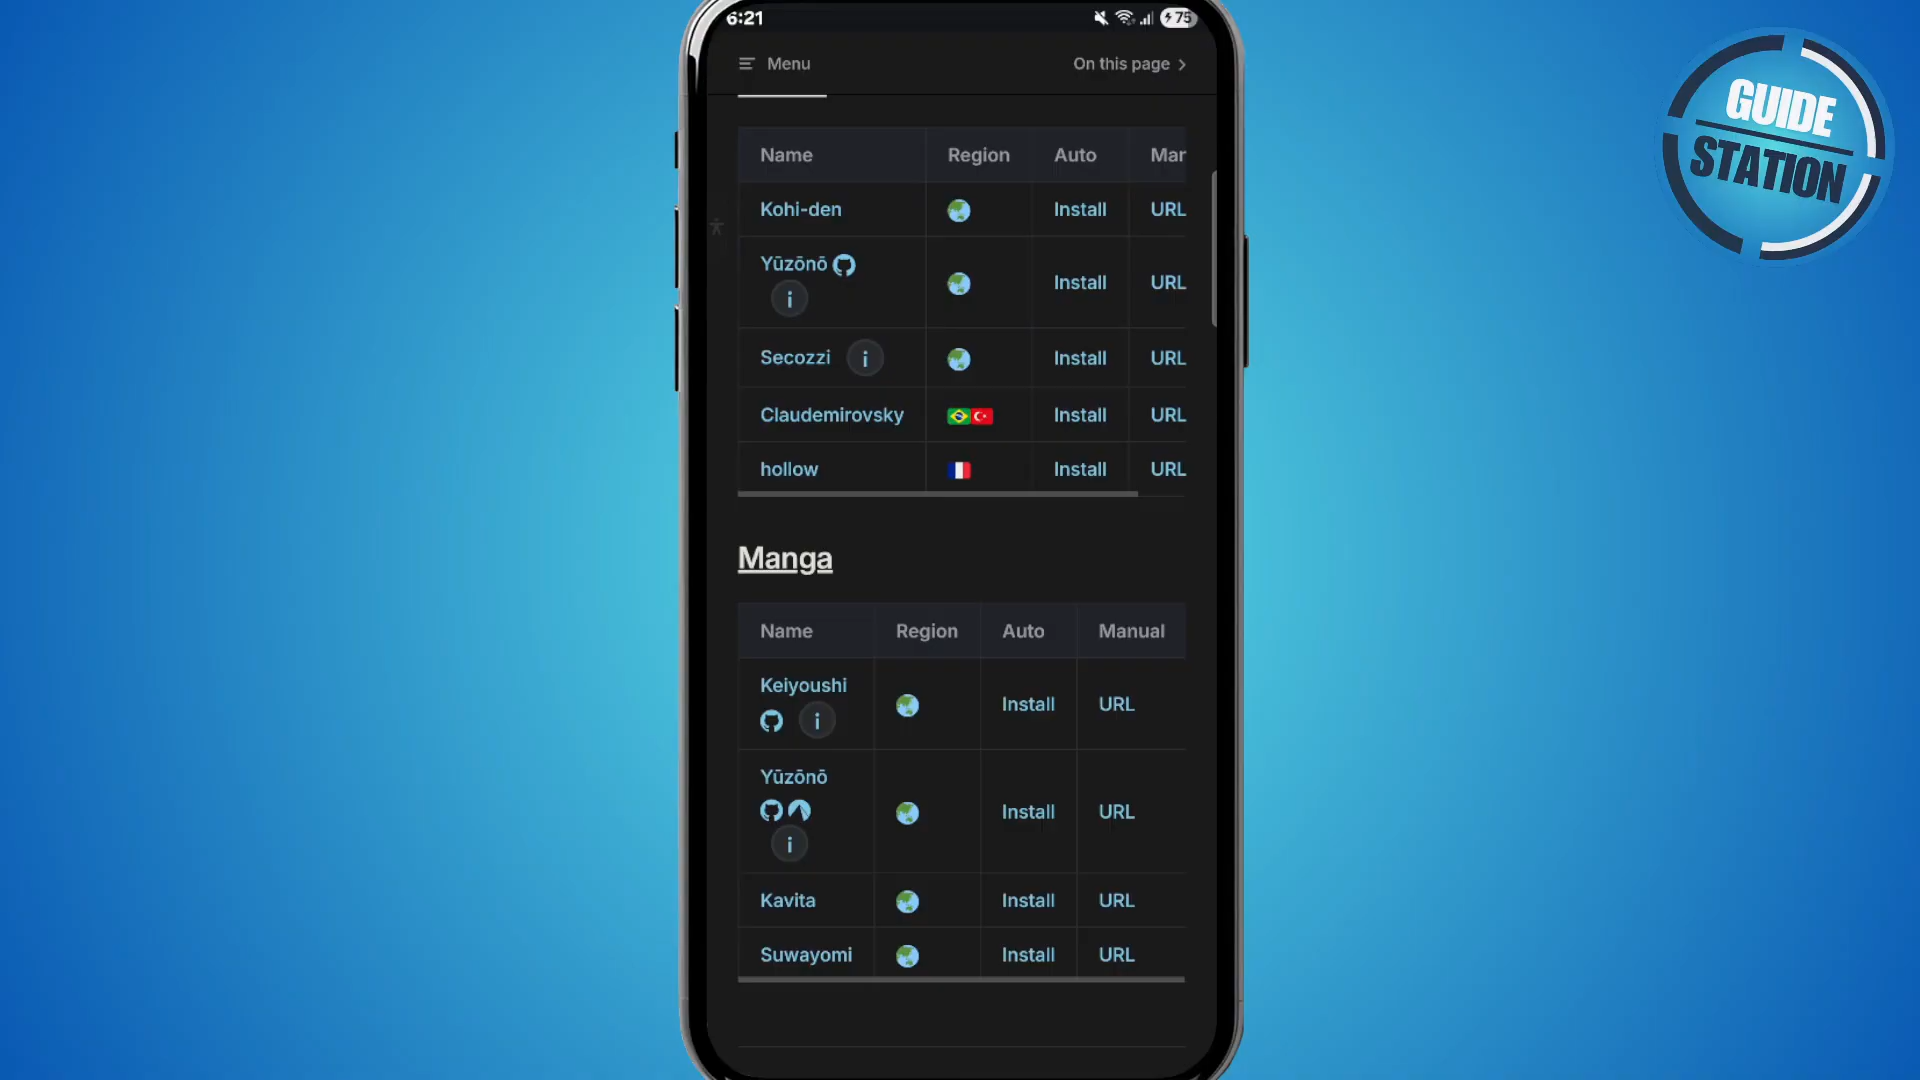 6:21
75
Menu
On this page
GUIDE
STATION
Name Region Auto Mar
Kohi-den Install URL
Yūzōnō Install URL
i
Secozzi i Install URL
Claudemirovsky Install URL
hollow Install URL
Manga
Name Region Auto Manual
Keiyoushi Install URL
i
Yūzōnō Install URL
i
Kavita Install URL
Suwayomi Install URL